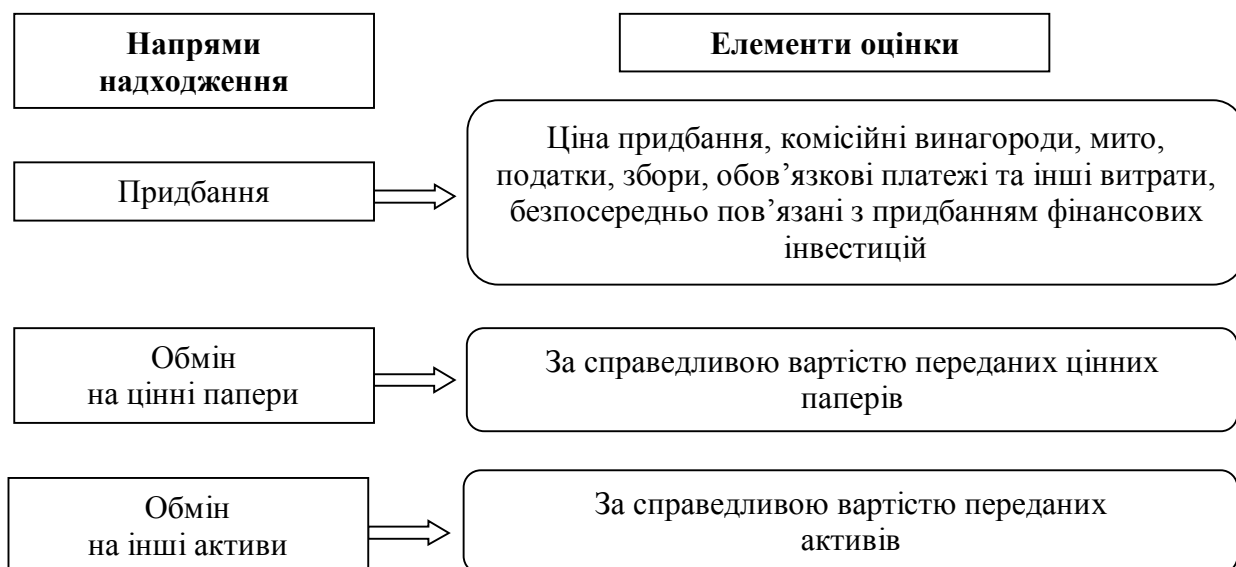 Напрями
надходження
Елементи оцінки
Придбання
Ціна придбання, комісійні винагороди, мито,
податки, збори, обов’язкові платежі та інші витрати,
безпосередньо пов’язані з придбанням фінансових
інвестицій
Обмін
на цінні папери
За справедливою вартістю переданих цінних
паперів
Обмін
на інші активи
За справедливою вартістю переданих
активів